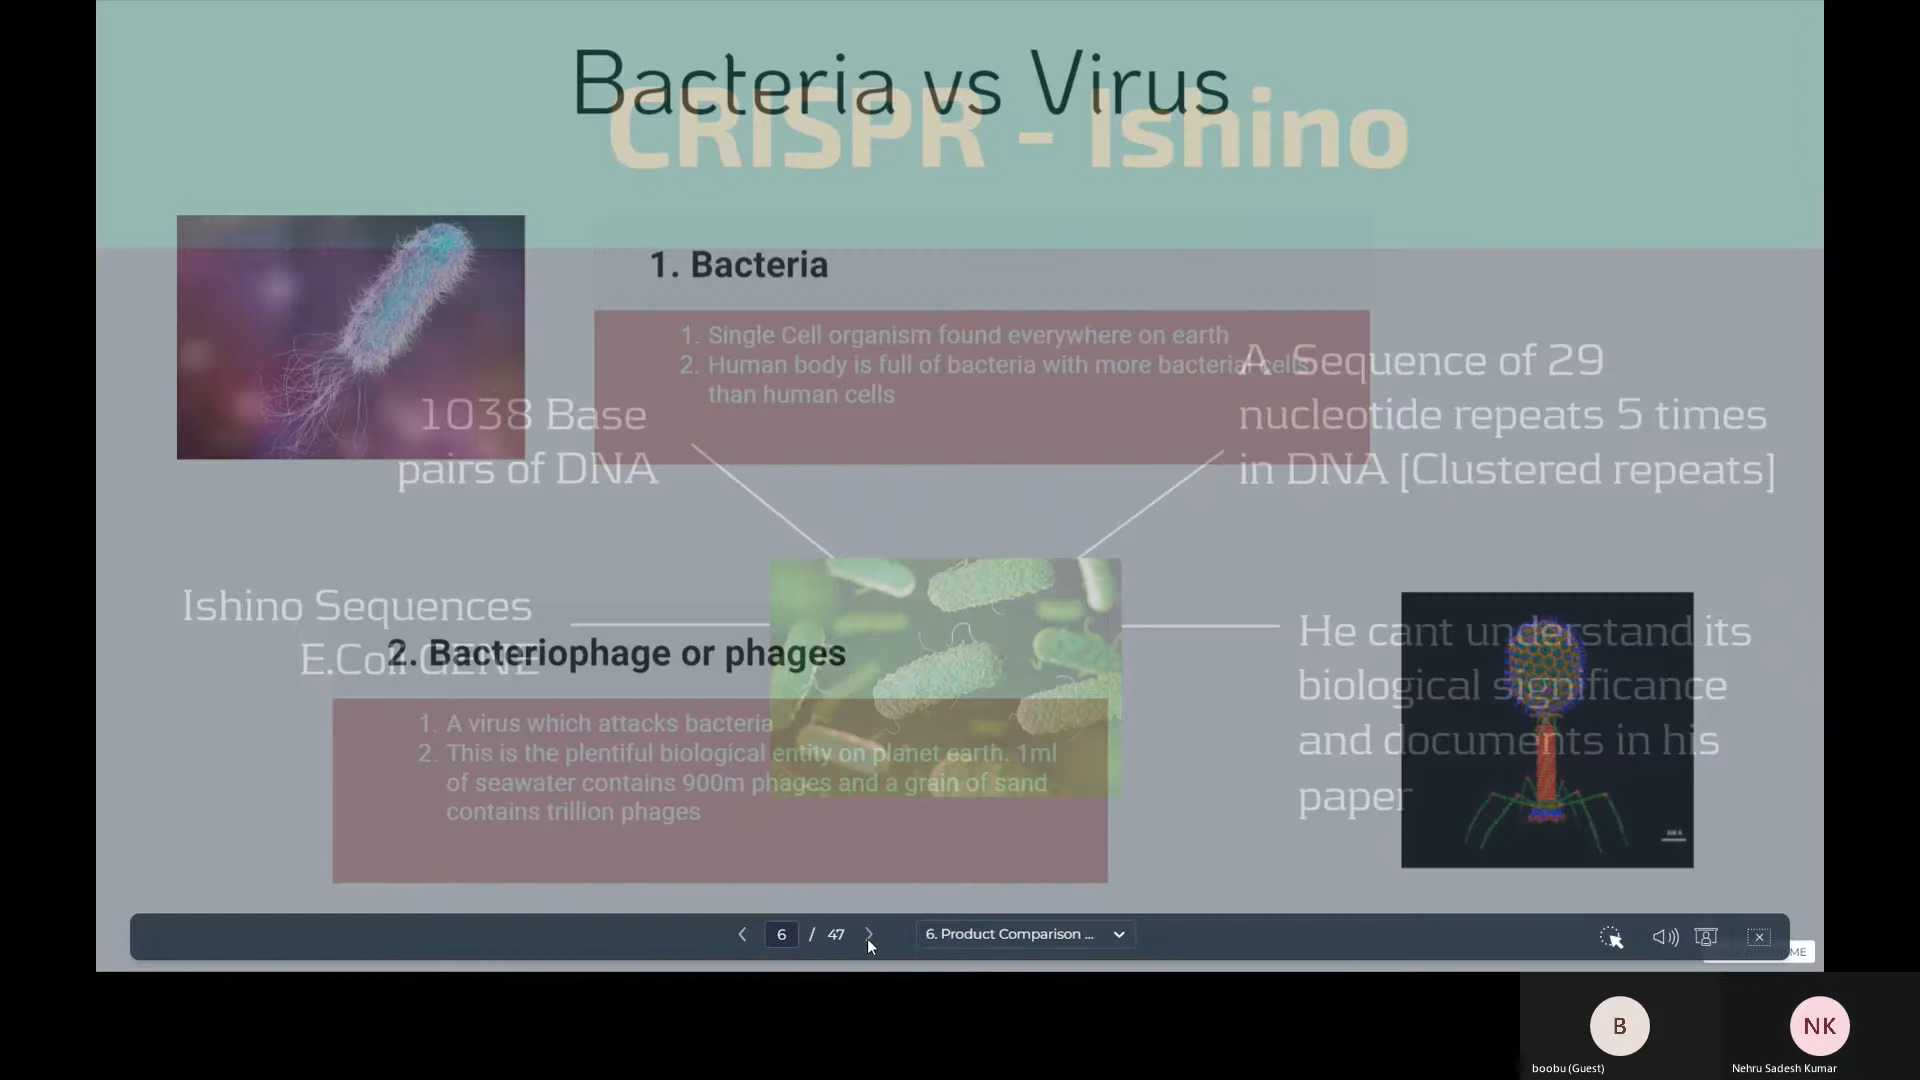 Bacteria vs Virus
CRISPR - Ishino
1. Bacteria
1. Single Cell organism found everywhere on earth
2. Human body is full of bacteria with more bacterial cells
than human cells
1038 Base
pairs of DNA
A Sequence of 29
nucleotide repeats 5 times
in DNA [Clustered repeats]
Ishino Sequences
E.Coli GENE
2. Bacteriophage or phages
1. A virus which attacks bacteria
2. This is the plentiful biological entity on planet earth. 1ml
of seawater contains 900m phages and a grain of sand
contains trillion phages
He cant understand its
biological significance
and documents in his
paper
6 / 47
6. Product Comparison ...
B
NK
boobu (Guest)
Nehru Sadesh Kumar